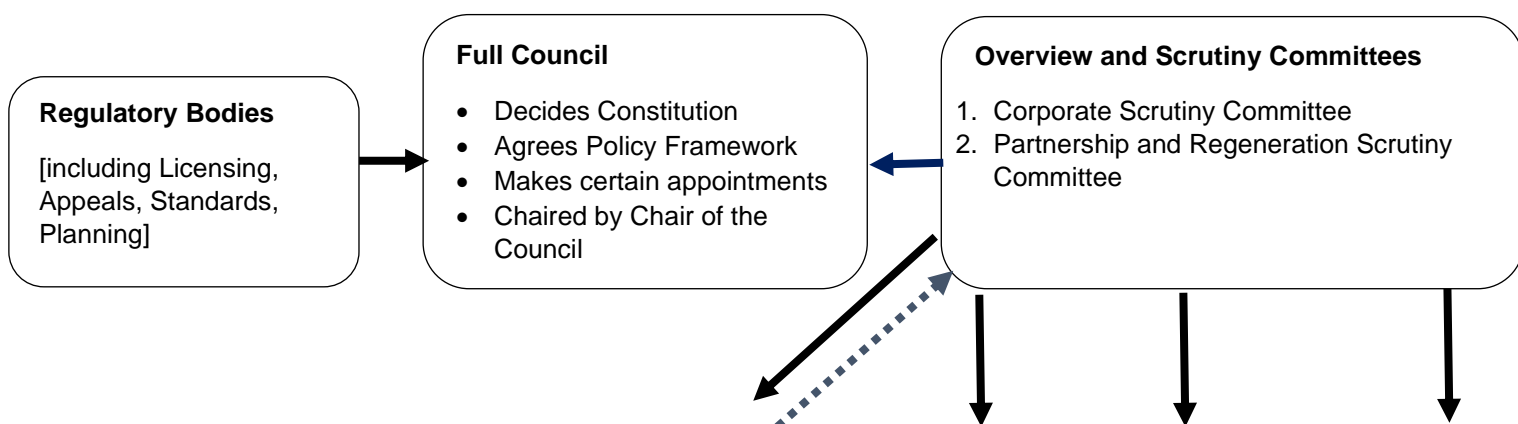 Regulatory Bodies
[including Licensing,
Appeals, Standards,
Planning]
Full Council
• Decides Constitution
• Agrees Policy Framework
• Makes certain appointments
• Chaired by Chair of the
Council
Overview and Scrutiny Committees
1. Corporate Scrutiny Committee
2. Partnership and Regeneration Scrutiny
Committee